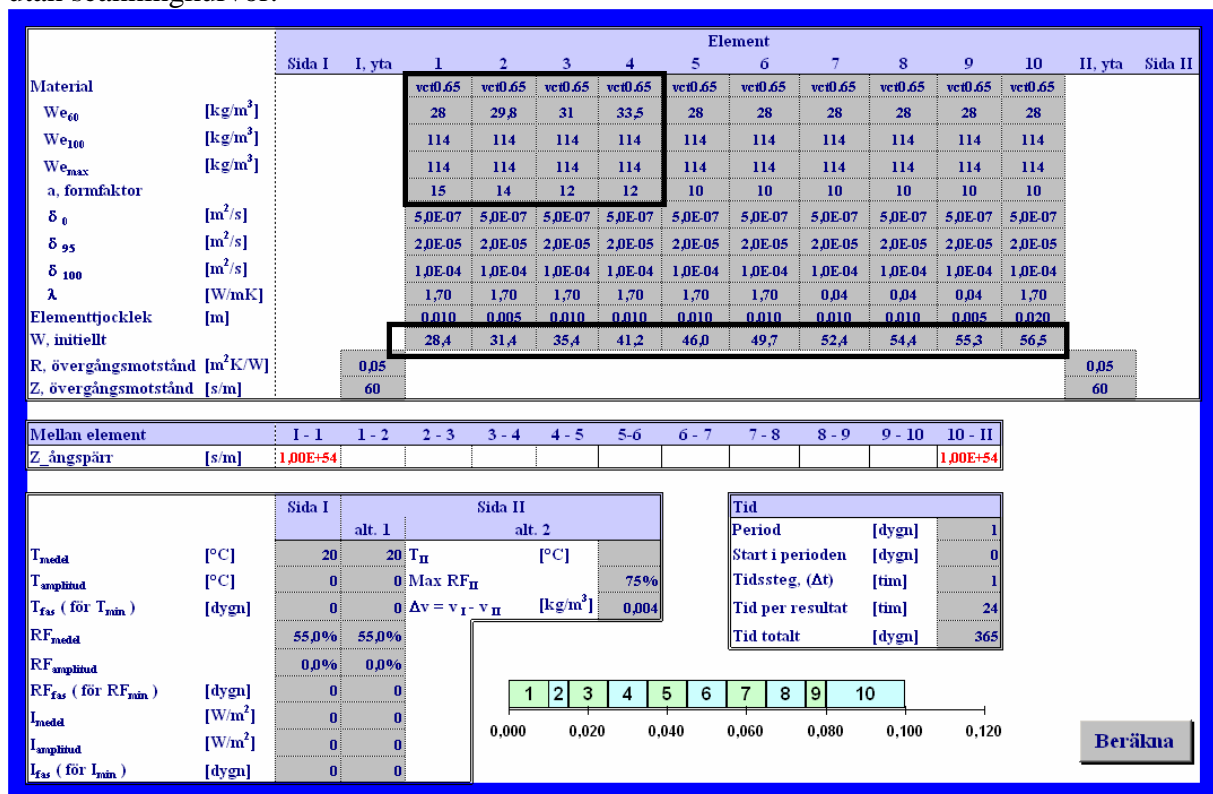 Element
Sida I I, yta 1 2 3 4 5 6 7 8 9 10 II, yta Sida II
Material vct0.65 vct0.65 vct0.65 vct0.65 vct0.65 vct0.65 vct0.65 vct0.65 vct0.65 vct0.65
We60 [kg/m³] 28 29,8 31 33,5 28 28 28 28 28 28
We100 [kg/m³] 114 114 114 114 114 114 114 114 114 114
Wemax [kg/m³] 114 114 114 114 114 114 114 114 114 114
a, formfaktor 15 14 12 12 10 10 10 10 10 10
δ 0 [m²/s] 5,0E-07 5,0E-07 5,0E-07 5,0E-07 5,0E-07 5,0E-07 5,0E-07 5,0E-07 5,0E-07 5,0E-07
δ 95 [m²/s] 2,0E-05 2,0E-05 2,0E-05 2,0E-05 2,0E-05 2,0E-05 2,0E-05 2,0E-05 2,0E-05 2,0E-05
δ 100 [m²/s] 1,0E-04 1,0E-04 1,0E-04 1,0E-04 1,0E-04 1,0E-04 1,0E-04 1,0E-04 1,0E-04 1,0E-04
λ [W/mK] 1,70 1,70 1,70 1,70 1,70 1,70 0,04 0,04 0,04 1,70
Elementtjocklek [m] 0,010 0,005 0,010 0,010 0,010 0,010 0,010 0,010 0,005 0,020
W, initiellt 28,4 31,4 35,4 41,2 46,0 49,7 52,4 54,4 55,3 56,5
R, övergångsmotstånd [m²K/W] 0,05 0,05
Z, övergångsmotstånd [s/m] 60 60
Mellan element I - 1 1 - 2 2 - 3 3 - 4 4 - 5 5-6 6 - 7 7 - 8 8 - 9 9 - 10 10 - II
Z_ångspärr [s/m] 1,00E+54 1,00E+54
Sida I Sida II
alt. 1 alt. 2
Tmedel [°C] 20 20 TII [°C]
Tamplitud [°C] 0 0 Max RFII 75%
Tfas ( för Tmin ) [dygn] 0 0 Δv = vI - vII [kg/m³] 0,004
RFmedel 55,0% 55,0%
RFamplitud 0,0% 0,0%
RFfas ( för RFmin ) [dygn] 0 0
Imedel [W/m²] 0 0
Iamplitud [W/m²] 0 0
Ifas ( för Imin ) [dygn] 0 0
Tid
Period [dygn] 1
Start i perioden [dygn] 0
Tidssteg, (Δt) [tim] 1
Tid per resultat [tim] 24
Tid totalt [dygn] 365
1 2 3 4 5 6 7 8 9 10
0,000 0,020 0,040 0,060 0,080 0,100 0,120
Beräkna